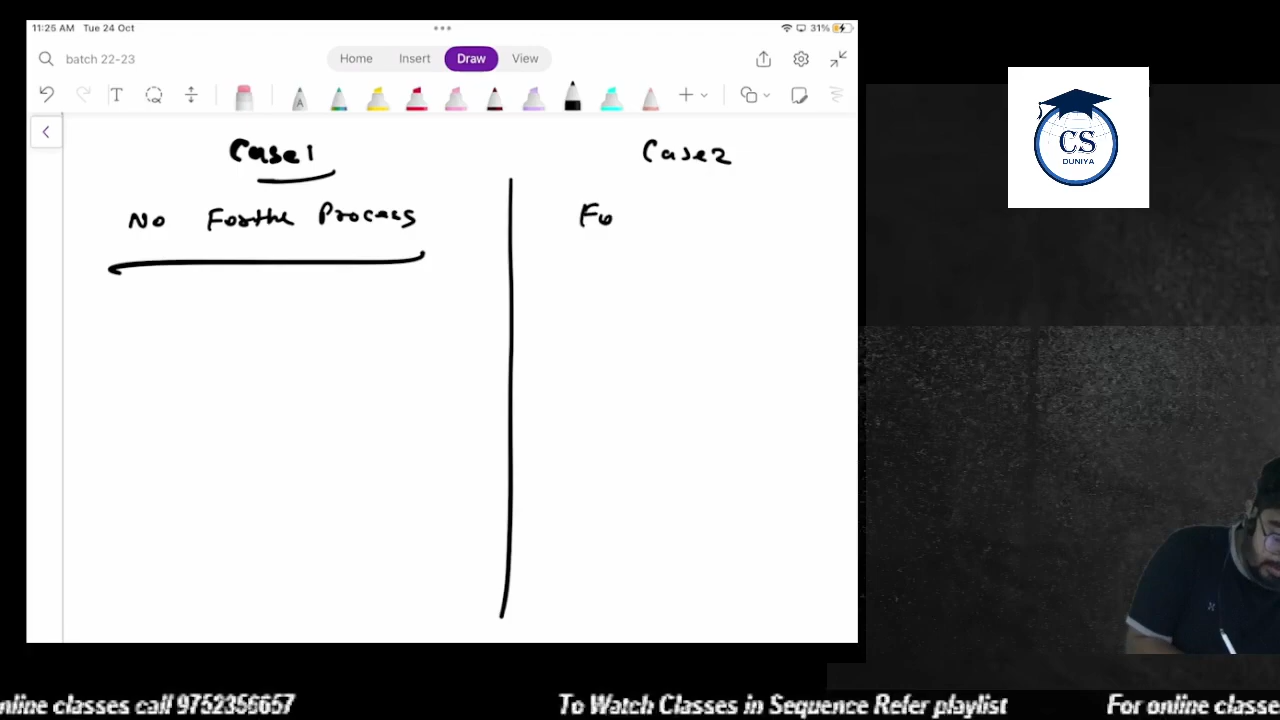 11:25 AM Tue 24 Oct
31%
batch 22-23
Home Insert Draw View
Case1
Case2
No Forthe Process
Fo
CS
DUNIYA
nline classes call 9752356657
To Watch Classes in Sequence Refer playlist
For online classe